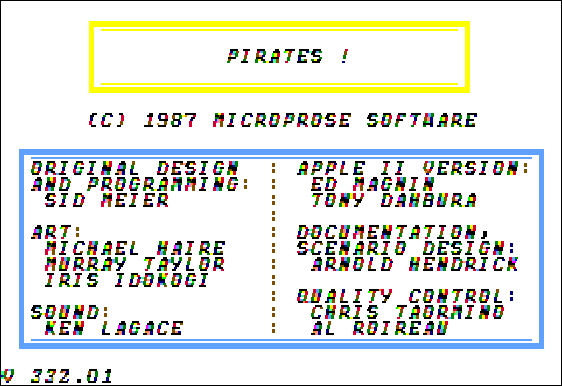 PIRATES !
(C) 1987 MICROPROSE SOFTWARE
ORIGINAL DESIGN
AND PROGRAMMING:
SID MEIER
ART:
MICHAEL HAIRE
MURRAY TAYLOR
IRIS IDOKOGI
SOUND:
KEN LAGACE
APPLE II VERSION:
ED MAGNIN
TONY DAHBURA
DOCUMENTATION,
SCENARIO DESIGN:
ARNOLD HENDRICK
QUALITY CONTROL:
CHRIS TAORMINO
AL ROIREAU
V 332.01